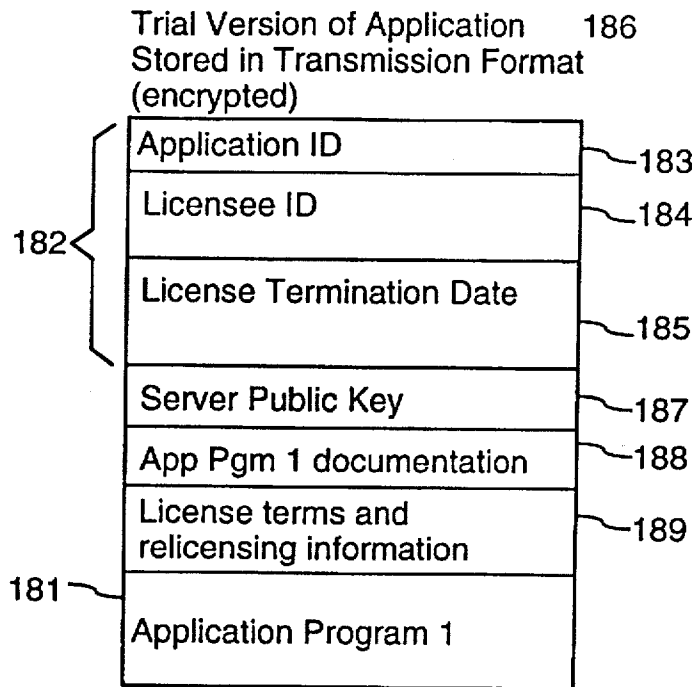 Trial Version of Application 186
Stored in Transmission Format
(encrypted)
Application ID
183
Licensee ID
184
182
License Termination Date
185
Server Public Key
187
App Pgm 1 documentation
188
License terms and
relicensing information
189
181
Application Program 1